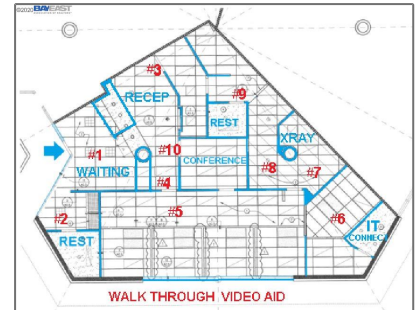 ©2020 BAYEAST
#3
RECEP
#9
REST
#10
#1
XRAY
WAITING
CONFERENCE
#8
#7
#4
#2
#5
#6
REST
IT
CONNECT
WALK THROUGH VIDEO AID